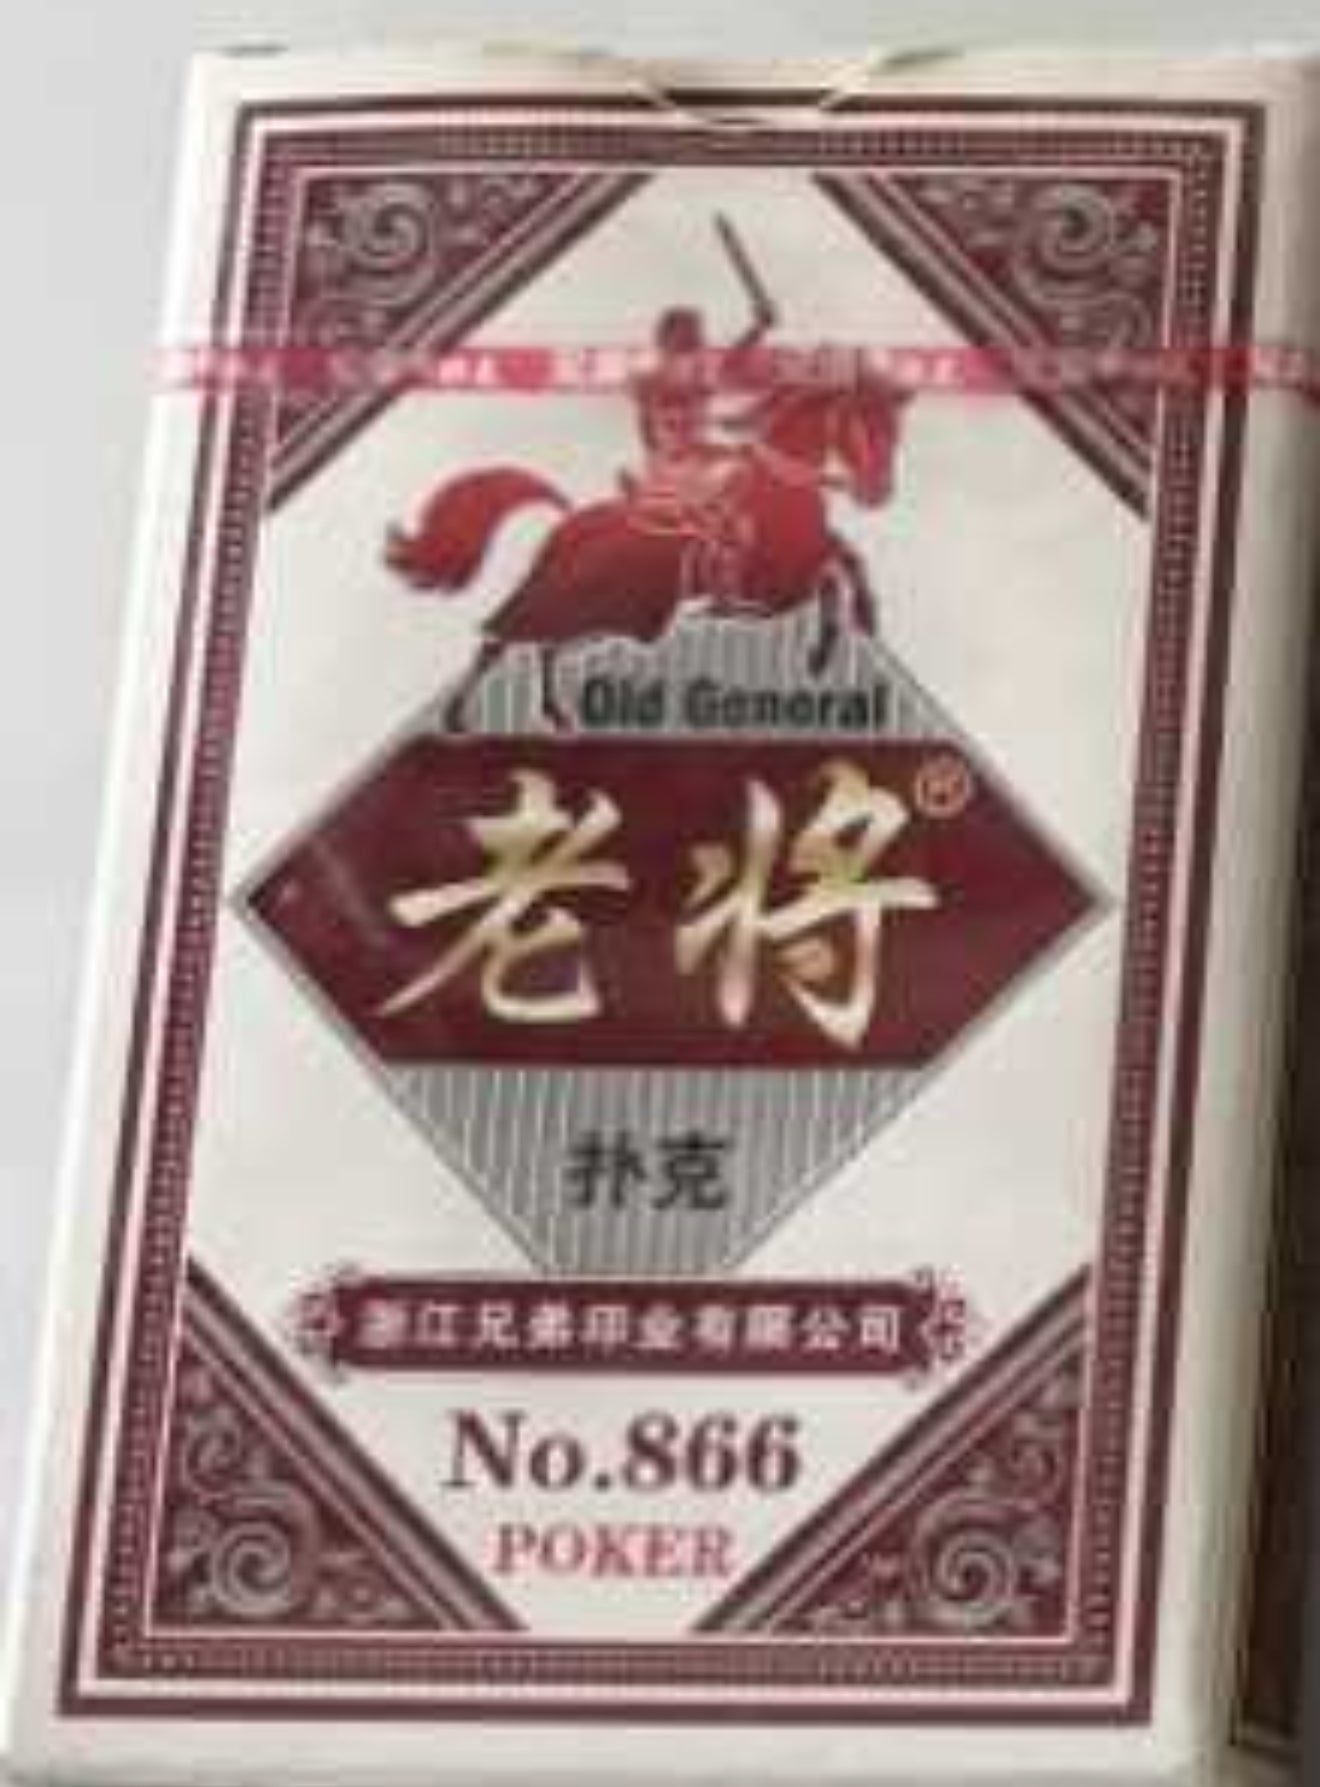 Old General
老将®
扑克
浙江兄弟印业有限公司
No.866
POKER